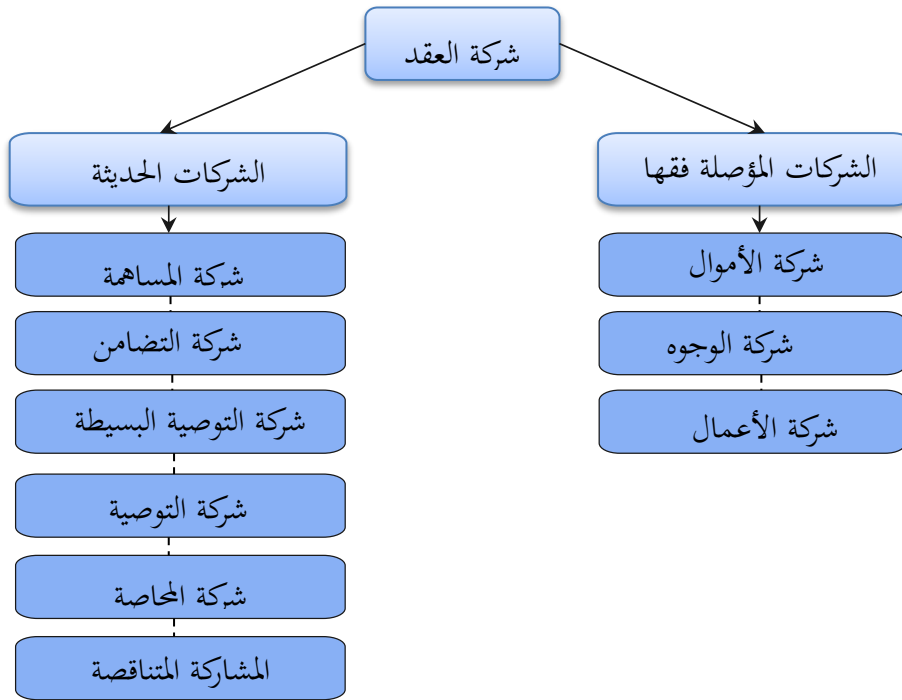 شركة العقد
الشركات المؤصلة فقها
شركة الأموال
شركة الوجوه
شركة الأعمال
الشركات الحديثة
شركة المساهمة
شركة التضامن
شركة التوصية البسيطة
شركة التوصية
شركة المحاصة
المشاركة المتناقصة